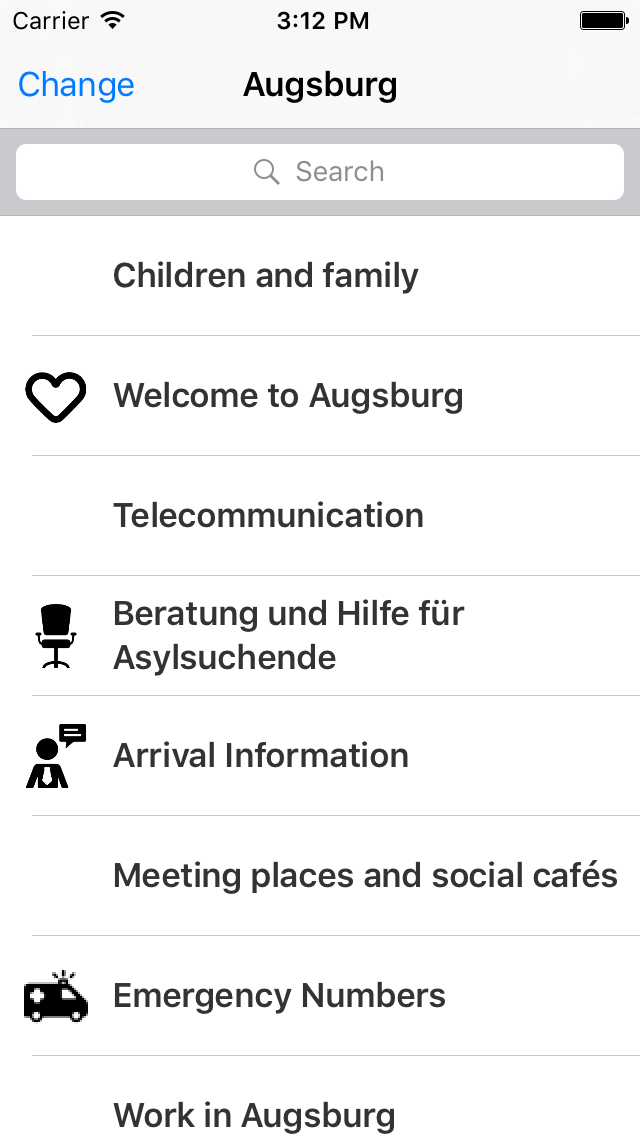 Carrier 3:12 PM
Change Augsburg
Search
Children and family
Welcome to Augsburg
Telecommunication
Beratung und Hilfe für
Asylsuchende
Arrival Information
Meeting places and social cafés
Emergency Numbers
Work in Augsburg